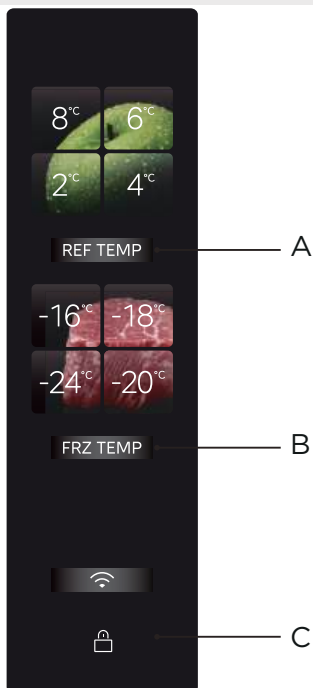 8°C 6°C
2°C 4°C
REF TEMP
A
-16°C -18°C
-24°C -20°C
FRZ TEMP
B
C